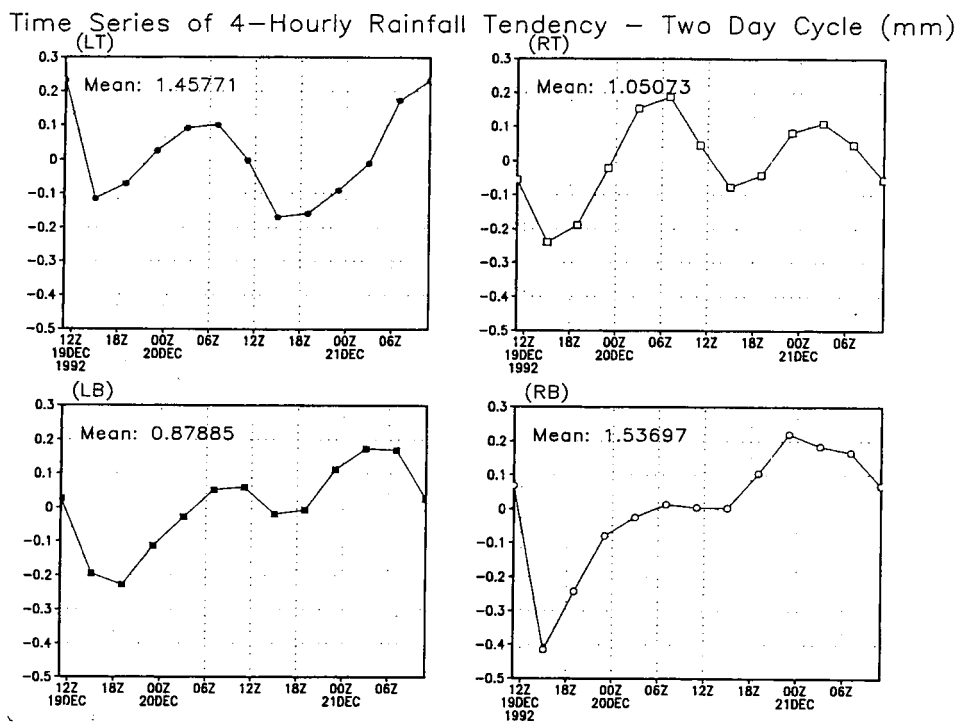 Time Series of 4-Hourly Rainfall Tendency - Two Day Cycle (mm)
(LT)
Mean: 1.45771
0.3
0.2
0.1
0
-0.1
-0.2
-0.3
-0.4
-0.5
12Z 18Z 00Z 06Z 12Z 18Z 00Z 06Z
19DEC 20DEC 21DEC
1992
(RT)
Mean: 1.05073
0.3
0.2
0.1
0
-0.1
-0.2
-0.3
-0.4
-0.5
12Z 18Z 00Z 06Z 12Z 18Z 00Z 06Z
19DEC 20DEC 21DEC
1992
(LB)
Mean: 0.87885
0.3
0.2
0.1
0
-0.1
-0.2
-0.3
-0.4
-0.5
12Z 18Z 00Z 06Z 12Z 18Z 00Z 06Z
19DEC 20DEC 21DEC
(RB)
Mean: 1.53697
0.3
0.2
0.1
0
-0.1
-0.2
-0.3
-0.4
-0.5
12Z 18Z 00Z 06Z 12Z 18Z 00Z 06Z
19DEC 20DEC 21DEC
1992